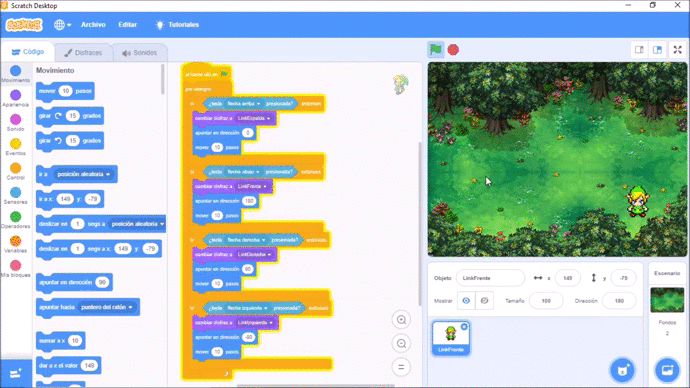 Scratch Desktop
SCRATCH Archivo Editar Tutoriales
Código Disfraces Sonidos
Movimiento
Apariencia
Sonido
Eventos
Control
Sensores
Operadores
Variables
Mis bloques
Movimiento
mover 10 pasos
girar 15 grados
girar 15 grados
ir a posición aleatoria
ir a x: 149 y: -79
deslizar en 1 segs a posición aleatoria
deslizar en 1 segs a x: 149 y: -79
apuntar en dirección 90
apuntar hacia puntero del ratón
sumar a x 10
dar a x el valor 149
al hacer clic en
por siempre
si ¿tecla flecha arriba presionada? entonces
cambiar disfraz a LinkEspalda
apuntar en dirección 0
mover 10 pasos
si ¿tecla flecha abajo presionada? entonces
cambiar disfraz a LinkFrente
apuntar en dirección 180
mover 10 pasos
si ¿tecla flecha derecha presionada? entonces
cambiar disfraz a LinkDerecha
apuntar en dirección 90
mover 10 pasos
si ¿tecla flecha izquierda presionada? entonces
cambiar disfraz a LinkIzquierda
apuntar en dirección -90
mover 10 pasos
Objeto LinkFrente x 149 y -79
Mostrar Tamaño 100 Dirección 180
LinkFrente
Escenario
Fondos
2